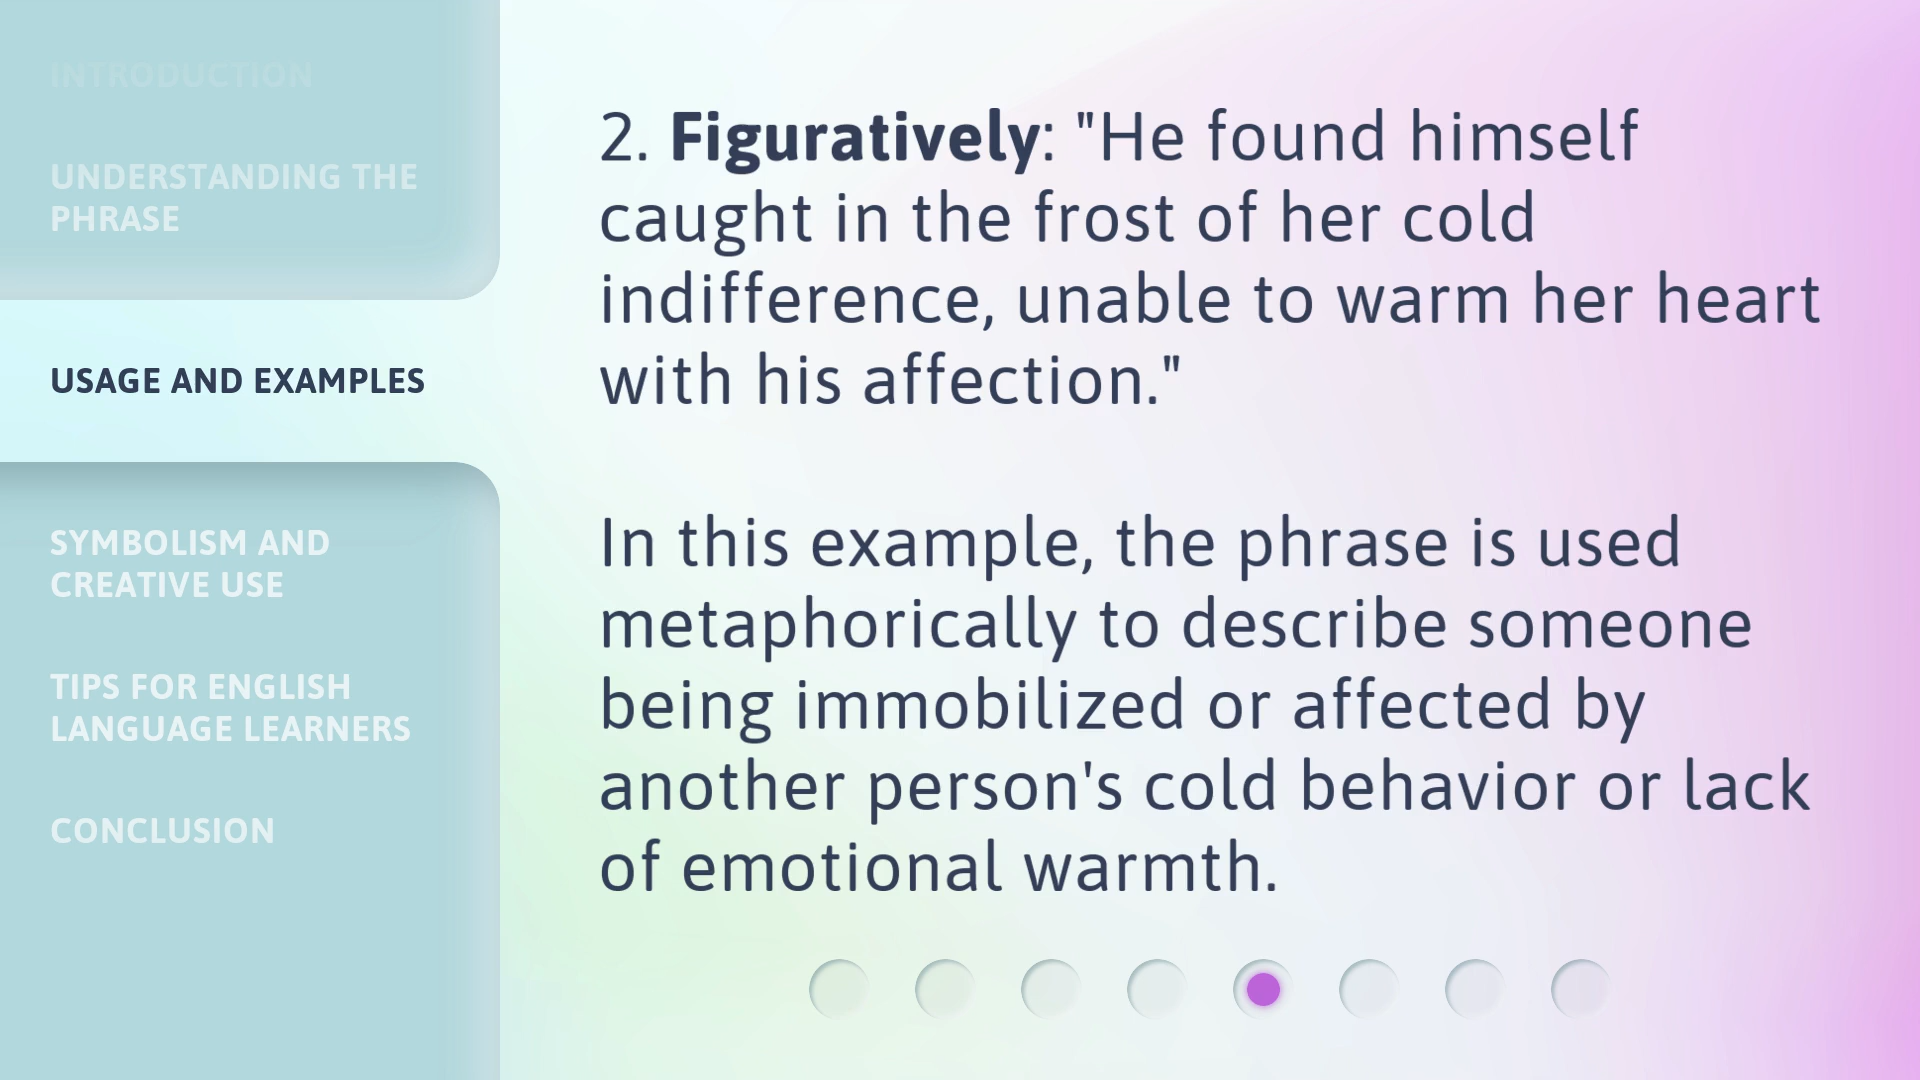 INTRODUCTION
UNDERSTANDING THE
PHRASE
USAGE AND EXAMPLES
SYMBOLISM AND
CREATIVE USE
TIPS FOR ENGLISH
LANGUAGE LEARNERS
CONCLUSION
2. Figuratively: "He found himself
caught in the frost of her cold
indifference, unable to warm her heart
with his affection."
In this example, the phrase is used
metaphorically to describe someone
being immobilized or affected by
another person's cold behavior or lack
of emotional warmth.